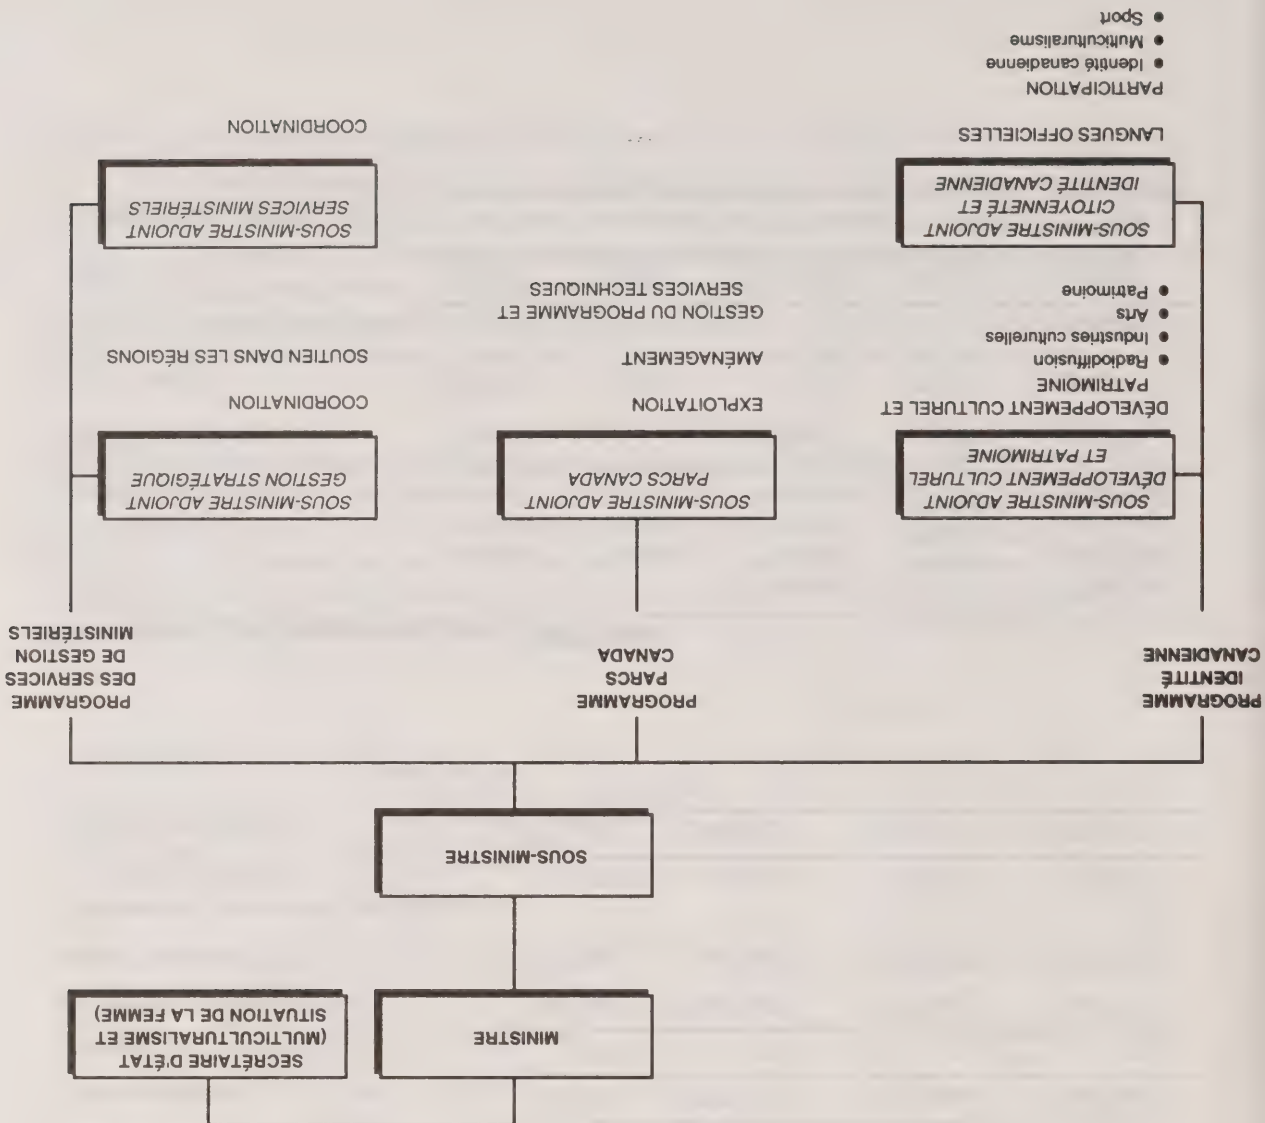 MINISTRE
SECRÉTAIRE D'ÉTAT
(MULTICULTURALISME ET
SITUATION DE LA FEMME)
SOUS-MINISTRE
PROGRAMME
IDENTITÉ
CANADIENNE
PROGRAMME
PARCS
CANADA
PROGRAMME
DES SERVICES
DE GESTION
MINISTÉRIELS
SOUS-MINISTRE ADJOINT
DÉVELOPPEMENT CULTUREL
ET PATRIMOINE
DÉVELOPPEMENT CULTUREL ET
PATRIMOINE
• Radiodiffusion
• Industries culturelles
• Arts
• Patrimoine
SOUS-MINISTRE ADJOINT
CITOYENNETÉ ET
IDENTITÉ CANADIENNE
LANGUES OFFICIELLES
PARTICIPATION
• Identité canadienne
• Multiculturalisme
• Sport
SOUS-MINISTRE ADJOINT
PARCS CANADA
EXPLOITATION
AMÉNAGEMENT
GESTION DU PROGRAMME ET
SERVICES TECHNIQUES
SOUS-MINISTRE ADJOINT
GESTION STRATÉGIQUE
COORDINATION
SOUTIEN DANS LES RÉGIONS
SOUS-MINISTRE ADJOINT
SERVICES MINISTÉRIELS
COORDINATION